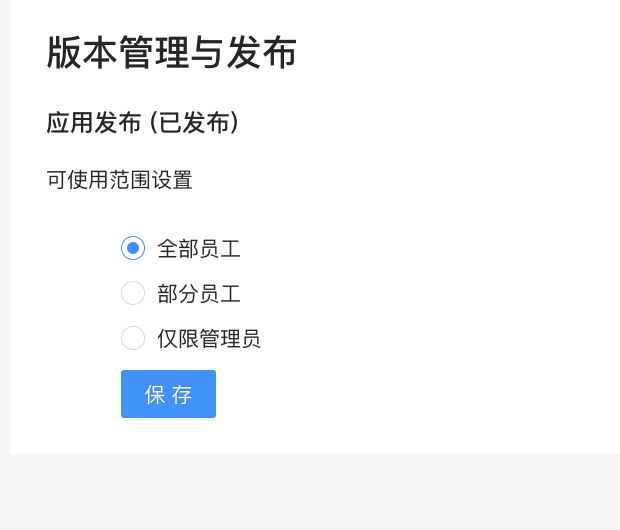 版本管理与发布
应用发布 (已发布)
可使用范围设置
全部员工
部分员工
仅限管理员
保 存